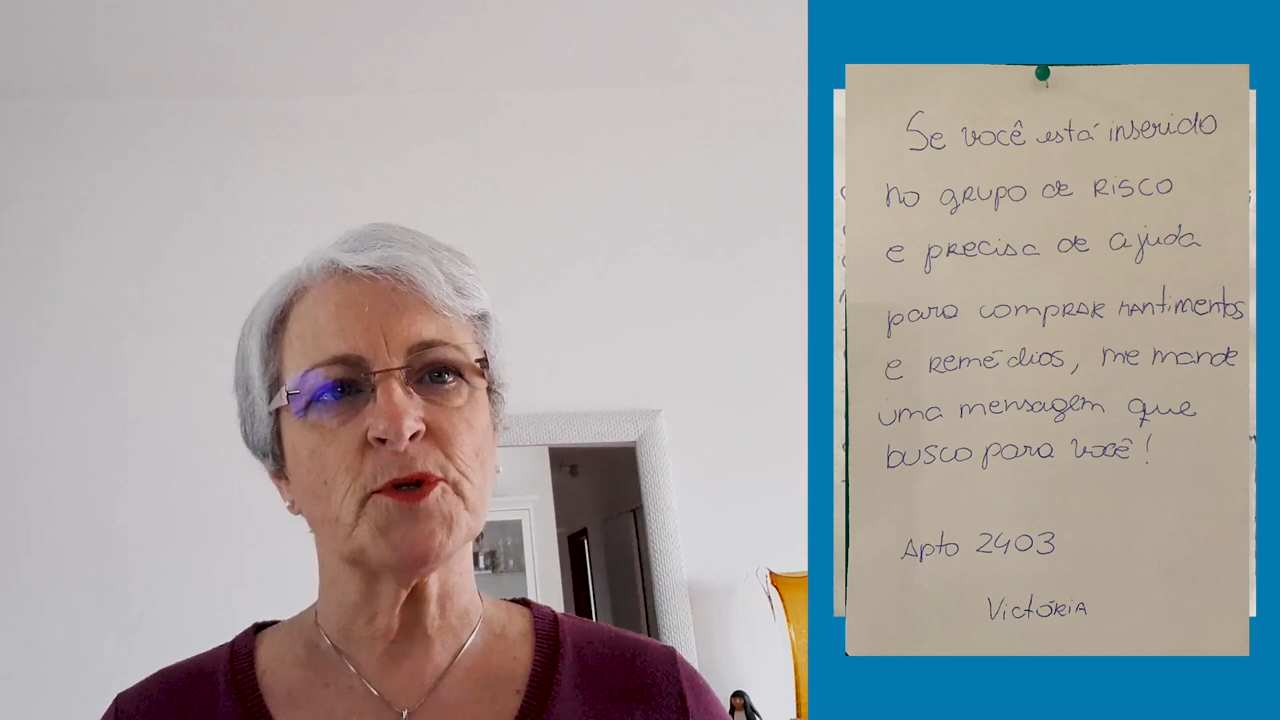 Se você está inserido
no grupo de risco
e precisa de ajuda
para comprar mantimentos
e remédios, me mande
uma mensagem que
busco para você!
Apto 2403
Victória